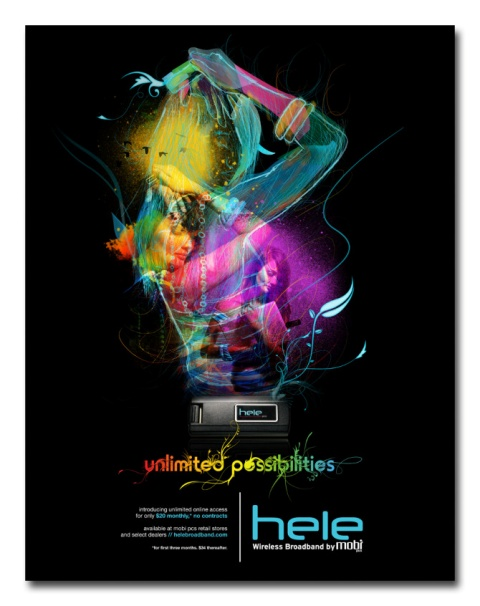 hele
unlimited possibilities
introducing unlimited online access
for only $20 monthly,* no contracts
available at mobi pcs retail stores
and select dealers // helebroadband.com
*for first three months, $34 thereafter.
hele
Wireless Broadband by mobi